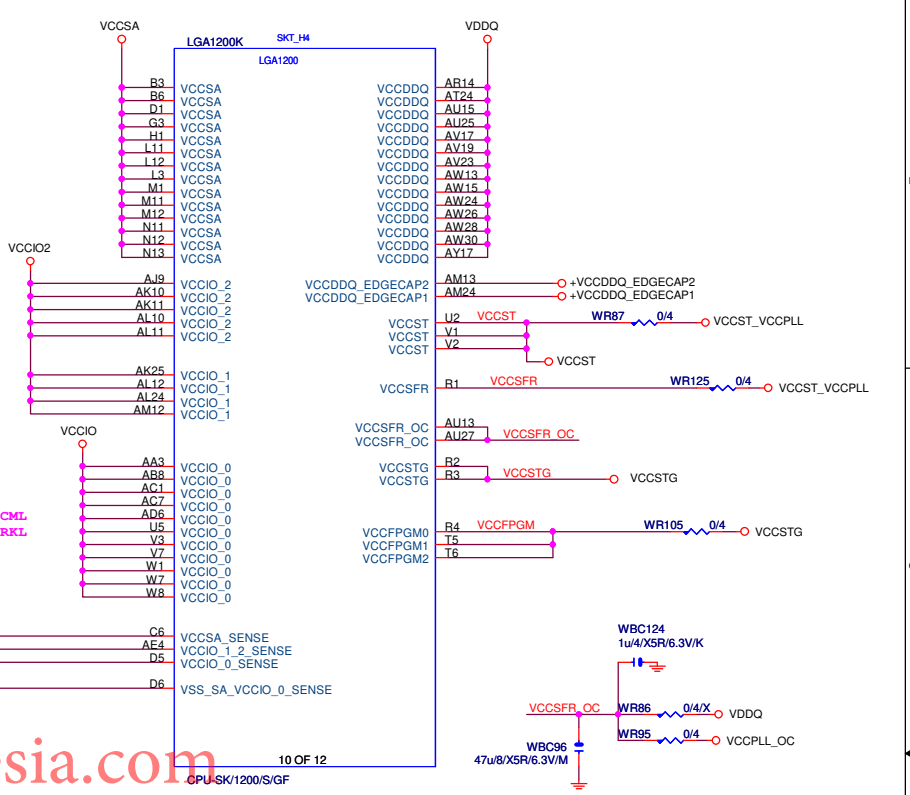 VCCSA
VDDQ
LGA1200K
SKT_H4
LGA1200
B3 VCCSA VCCDDQ AR14
B6 VCCSA VCCDDQ AT24
D1 VCCSA VCCDDQ AU15
G3 VCCSA VCCDDQ AU25
H1 VCCSA VCCDDQ AV17
L11 VCCSA VCCDDQ AV19
L12 VCCSA VCCDDQ AV23
L3 VCCSA VCCDDQ AW13
M1 VCCSA VCCDDQ AW15
M11 VCCSA VCCDDQ AW24
M12 VCCSA VCCDDQ AW26
N11 VCCSA VCCDDQ AW28
N12 VCCSA VCCDDQ AW30
N13 VCCSA VCCDDQ AY17
VCCIO2
AJ9 VCCIO_2 VCCDDQ_EDGECAP2 AM13 +VCCDDQ_EDGECAP2
AK10 VCCIO_2 VCCDDQ_EDGECAP1 AM24 +VCCDDQ_EDGECAP1
AK11 VCCIO_2
AL10 VCCIO_2 VCCST U2 VCCST WR87 0/4 VCCST_VCCPLL
AL11 VCCIO_2 VCCST V1
VCCST V2
VCCST
AK25 VCCIO_1
AL12 VCCIO_1 VCCSFR R1 VCCSFR WR125 0/4 VCCST_VCCPLL
AL24 VCCIO_1
AM12 VCCIO_1
VCCIO
VCCSFR_OC AU13
VCCSFR_OC AU27 VCCSFR_OC
AA3 VCCIO_0 VCCSTG R2
AB8 VCCIO_0 VCCSTG R3 VCCSTG VCCSTG
AC1 VCCIO_0
AC7 VCCIO_0
CML
AD6 VCCIO_0
RKL
U5 VCCIO_0 VCCFPGM0 R4 VCCFPGM WR105 0/4 VCCSTG
V3 VCCIO_0 VCCFPGM1 T5
V7 VCCIO_0 VCCFPGM2 T6
W1 VCCIO_0
W7 VCCIO_0
W8 VCCIO_0
C6 VCCSA_SENSE
AE4 VCCIO_1_2_SENSE
D5 VCCIO_0_SENSE
D6 VSS_SA_VCCIO_0_SENSE
WBC124
1u/4/X5R/6.3V/K
VCCSFR_OC WR86 0/4/X VDDQ
WR95 0/4 VCCPLL_OC
WBC96
47u/8/X5R/6.3V/M
10 OF 12
CPU-SK/1200/S/GF
esia.com